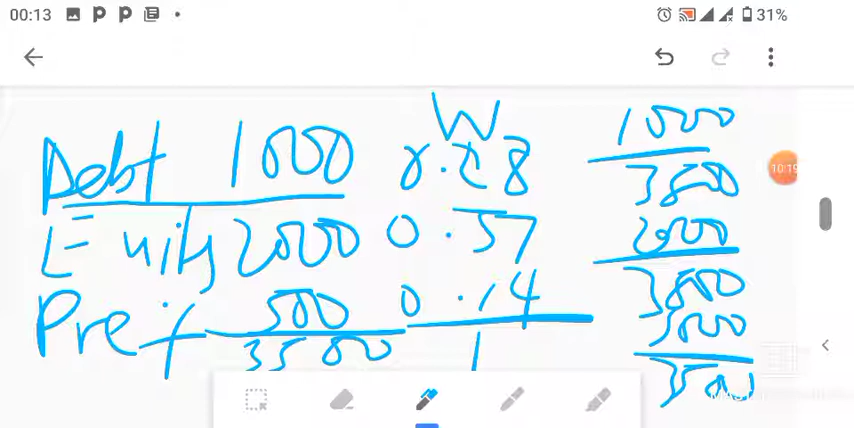 00:13 31%
W
Debt 1000 0.28 1000
3500
Equity 2000 0.57 2000
3500
Pref 500 0.14 500
3500 1 3500
10:19